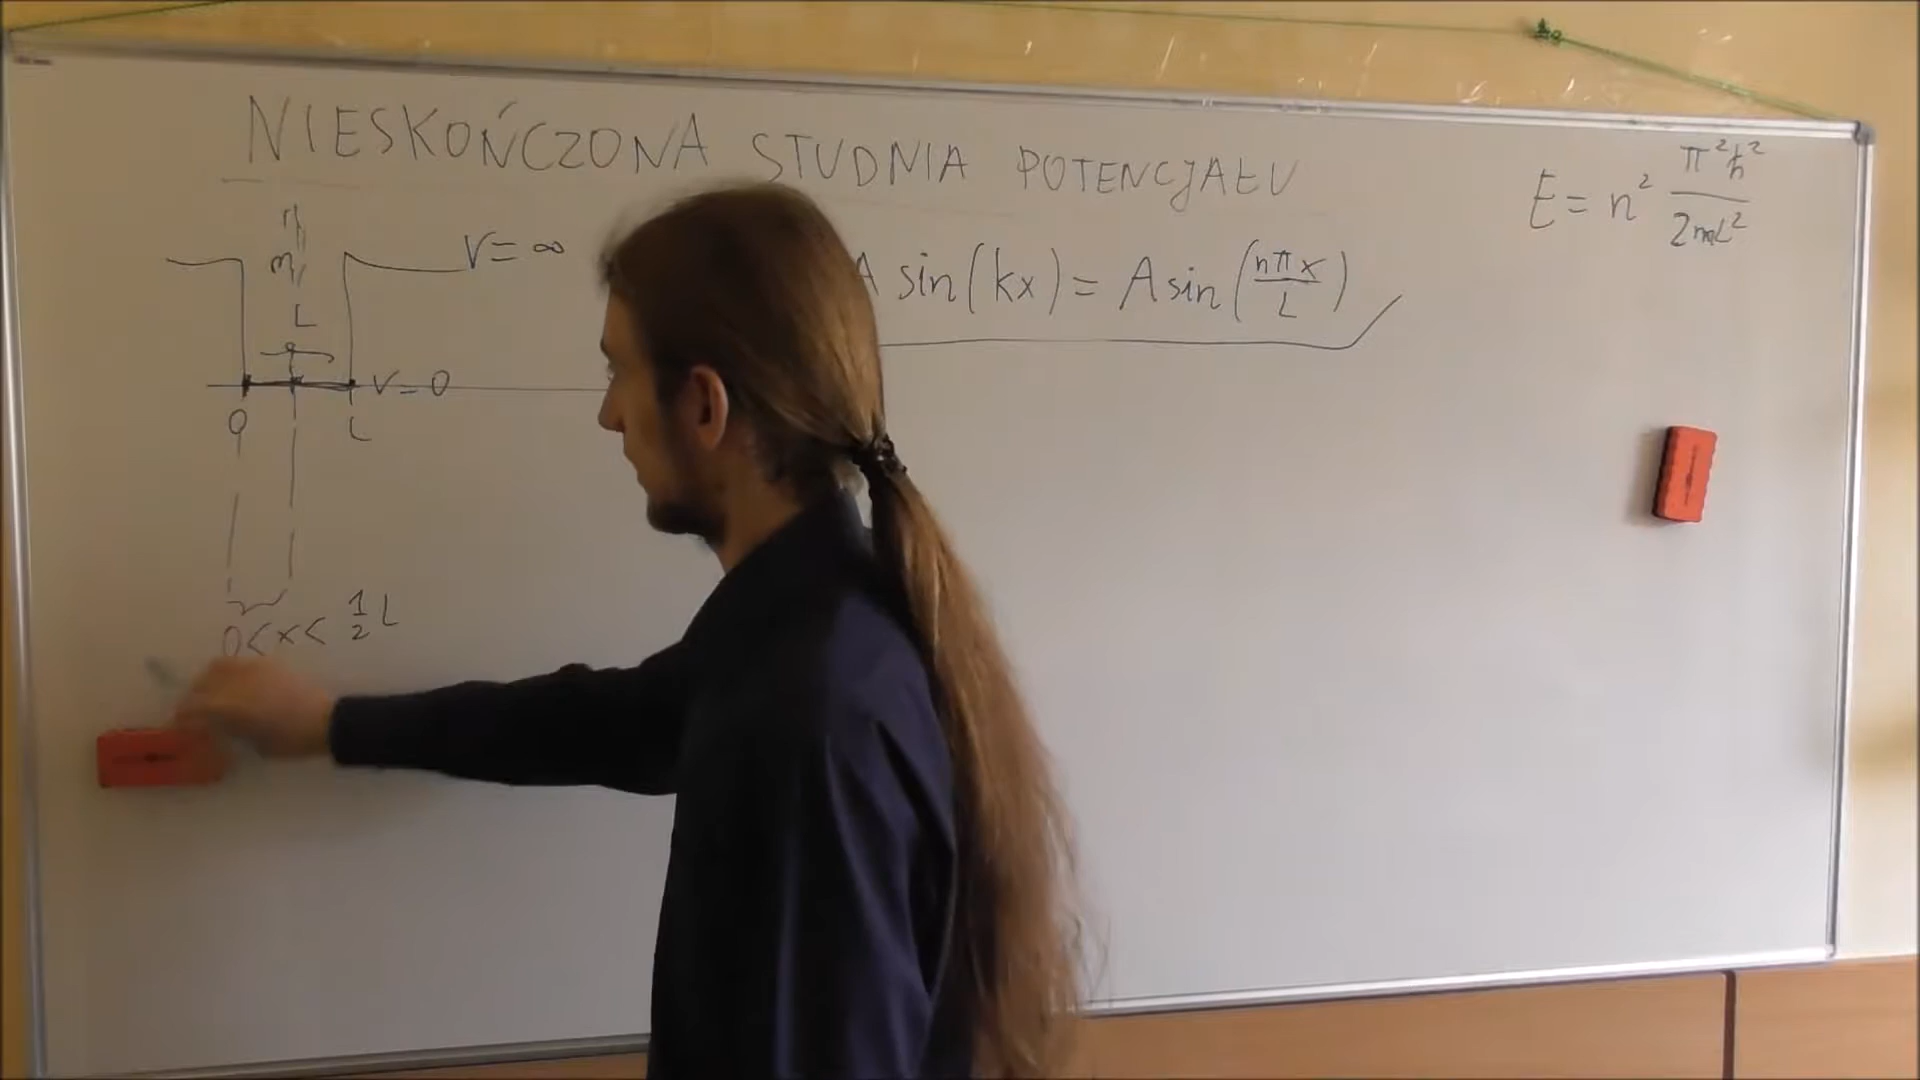 NIESKOŃCZONA STUDNIA POTENCJAŁU
E = n² π²ħ² / 2mL²
V = ∞
A sin(kx) = A sin(nπx / L)
m
L
V = 0
0
L
0 < x < 1/2 L